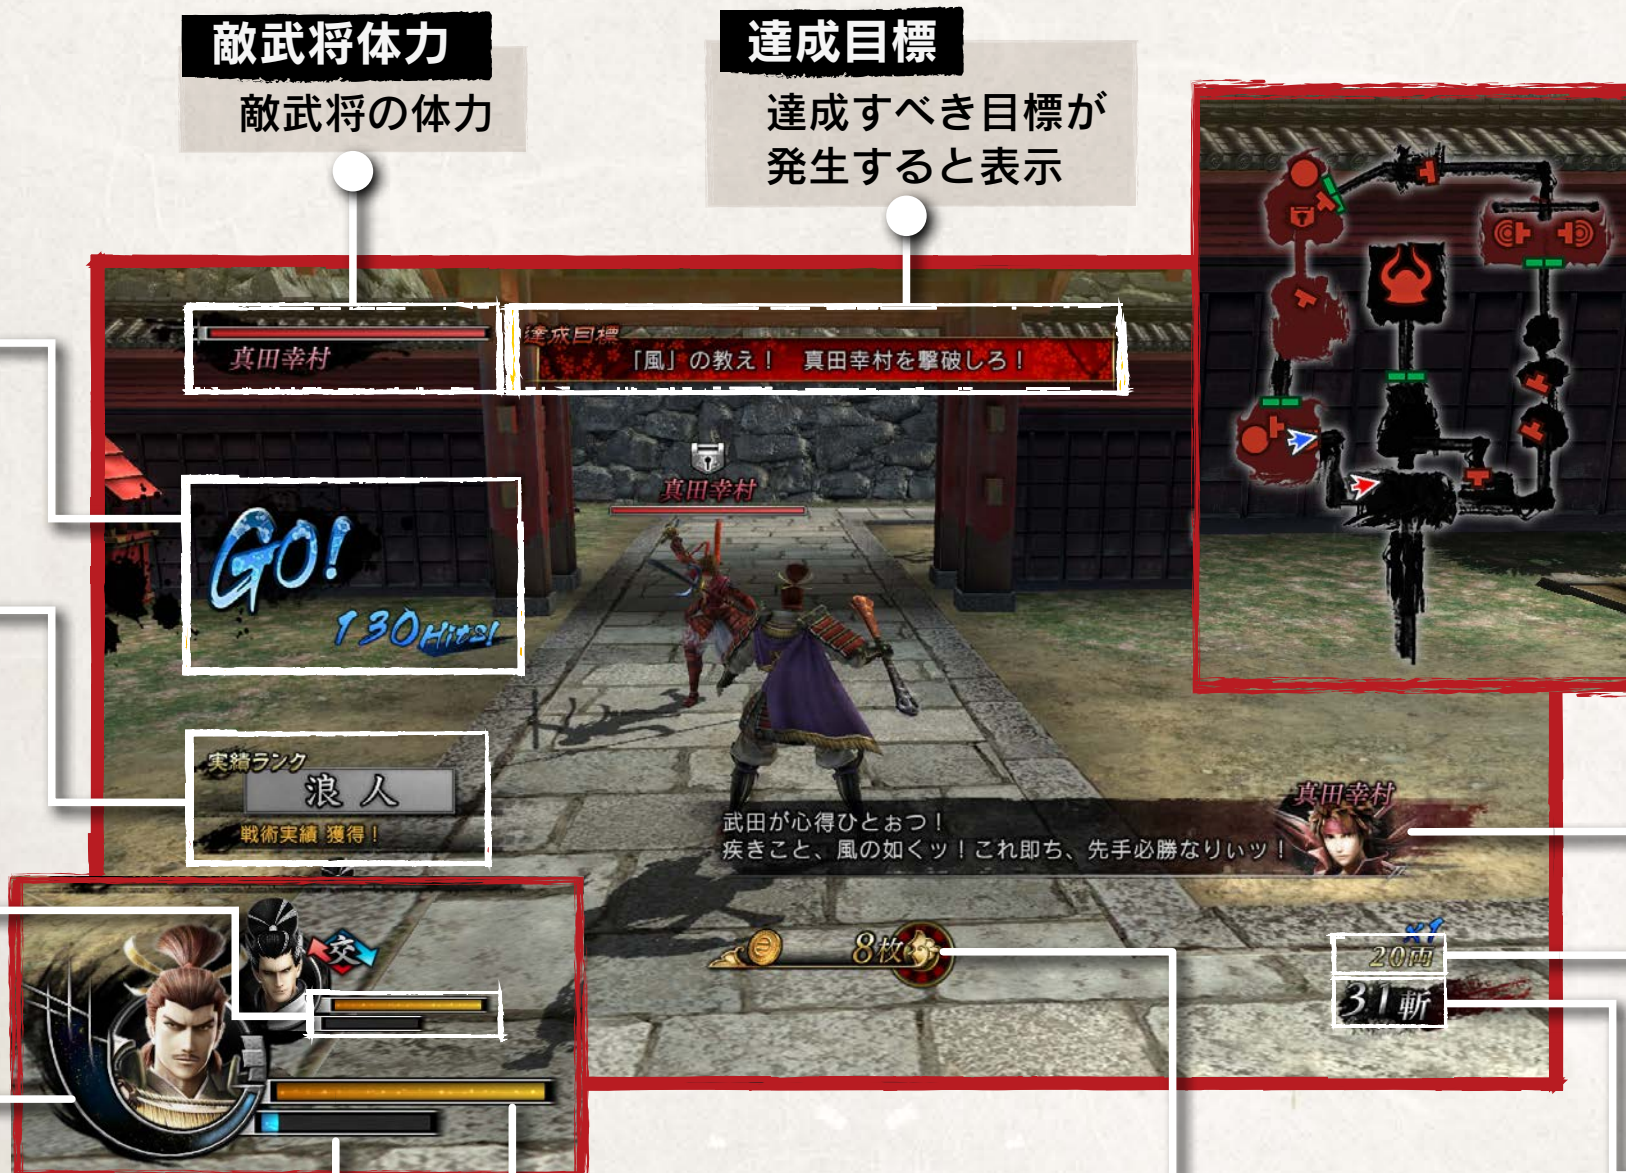 敵武将体力
敵武将の体力
達成目標
達成すべき目標が
発生すると表示
真田幸村
達成目標
「風」の教え！　真田幸村を撃破しろ！
真田幸村
GO!
130Hits!
実績ランク
浪人
戦術実績 獲得！
真田幸村
武田が心得ひとぉつ！
疾きこと、風の如くッ！これ即ち、先手必勝なりぃッ！
交
8枚
x1
20両
31斬